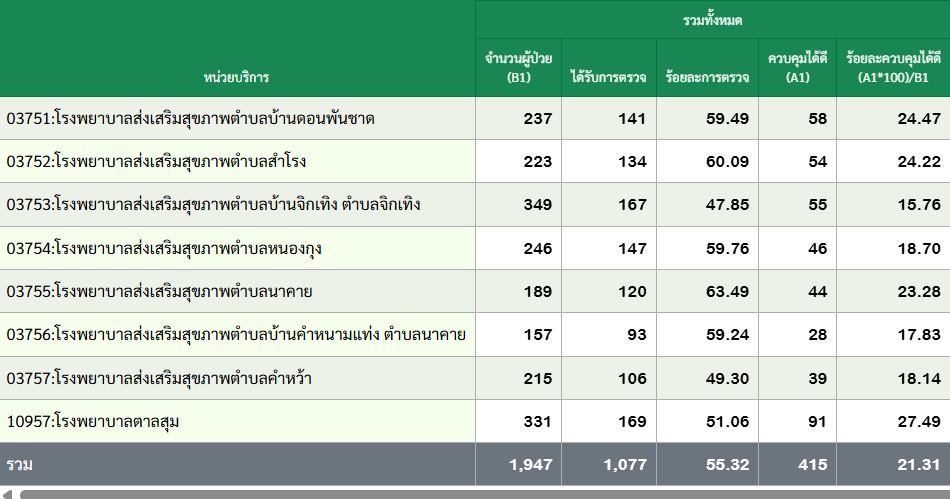 รวมทั้งหมด
หน่วยบริการ
จำนวนผู้ป่วย (B1)
ได้รับการตรวจ
ร้อยละการตรวจ
ควบคุมได้ดี (A1)
ร้อยละควบคุมได้ดี (A1*100)/B1
03751:โรงพยาบาลส่งเสริมสุขภาพตำบลบ้านดอนพันชาด 237 141 59.49 58 24.47
03752:โรงพยาบาลส่งเสริมสุขภาพตำบลสำโรง 223 134 60.09 54 24.22
03753:โรงพยาบาลส่งเสริมสุขภาพตำบลบ้านจิกเทิง ตำบลจิกเทิง 349 167 47.85 55 15.76
03754:โรงพยาบาลส่งเสริมสุขภาพตำบลหนองกุง 246 147 59.76 46 18.70
03755:โรงพยาบาลส่งเสริมสุขภาพตำบลนาคาย 189 120 63.49 44 23.28
03756:โรงพยาบาลส่งเสริมสุขภาพตำบลบ้านคำหนามแท่ง ตำบลนาคาย 157 93 59.24 28 17.83
03757:โรงพยาบาลส่งเสริมสุขภาพตำบลคำหว้า 215 106 49.30 39 18.14
10957:โรงพยาบาลตาลสุม 331 169 51.06 91 27.49
รวม 1,947 1,077 55.32 415 21.31